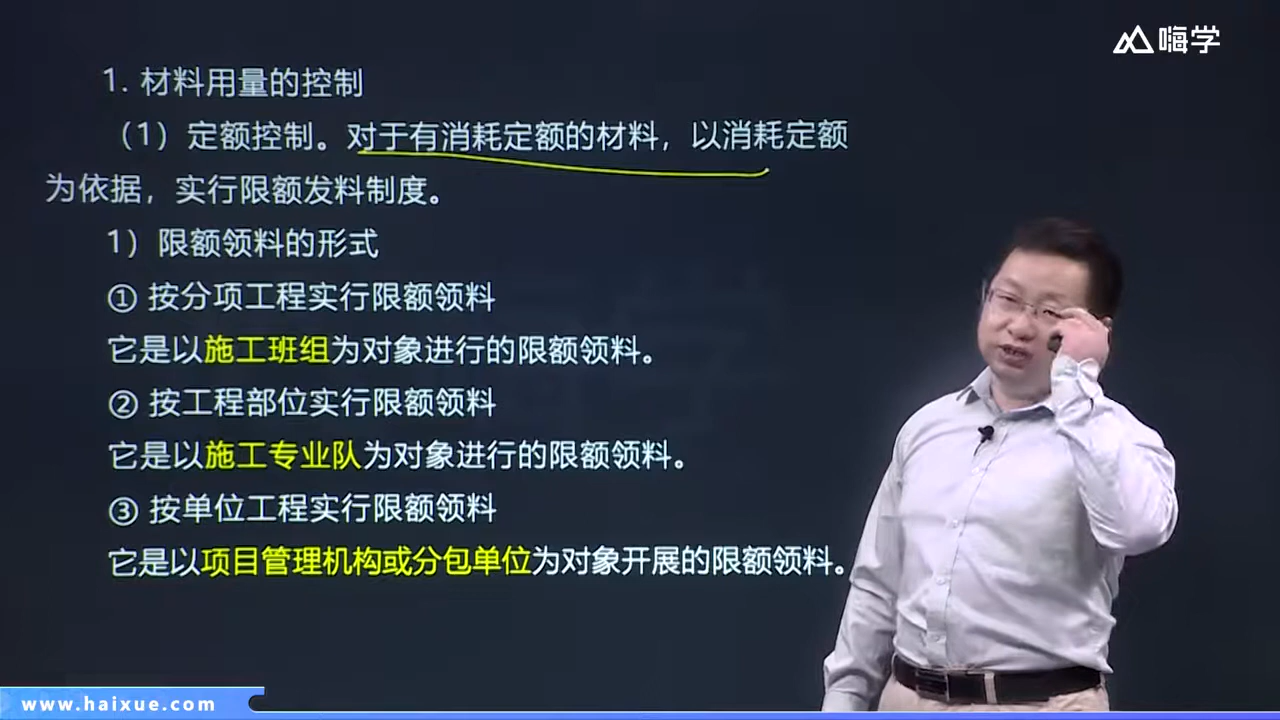 嗨学
1. 材料用量的控制
（1）定额控制。对于有消耗定额的材料，以消耗定额
为依据，实行限额发料制度。
1）限额领料的形式
① 按分项工程实行限额领料
它是以施工班组为对象进行的限额领料。
② 按工程部位实行限额领料
它是以施工专业队为对象进行的限额领料。
③ 按单位工程实行限额领料
它是以项目管理机构或分包单位为对象开展的限额领料。
www.haixue.com